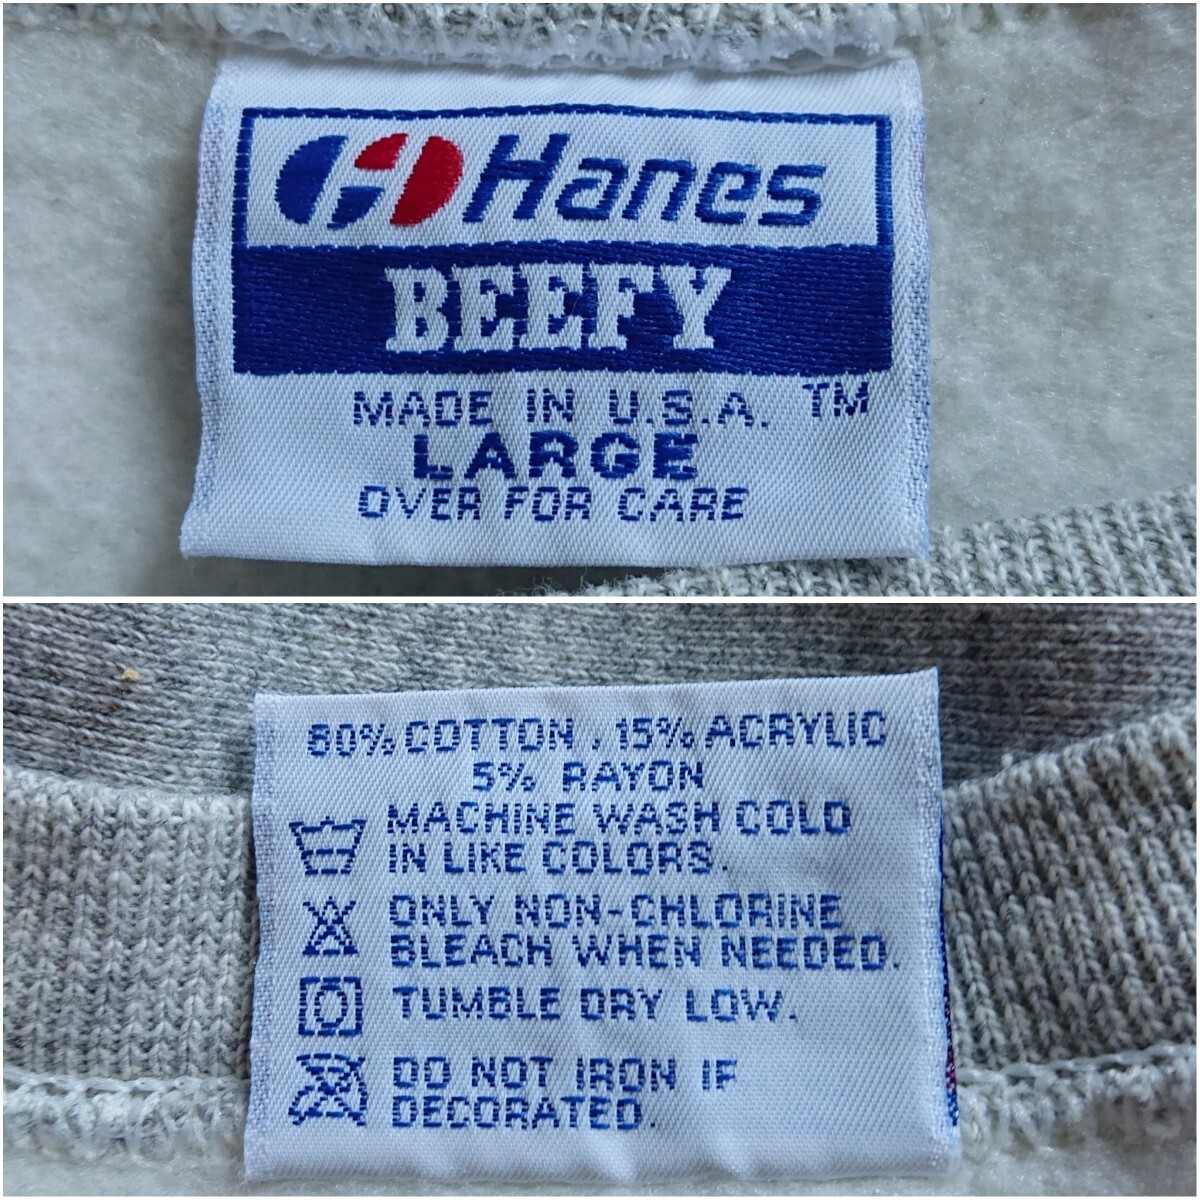 Hanes
BEEFY
MADE IN U.S.A. TM
LARGE
OVER FOR CARE
80% COTTON, 15% ACRYLIC
5% RAYON
MACHINE WASH COLD
IN LIKE COLORS.
ONLY NON-CHLORINE
BLEACH WHEN NEEDED.
TUMBLE DRY LOW.
DO NOT IRON IF
DECORATED.